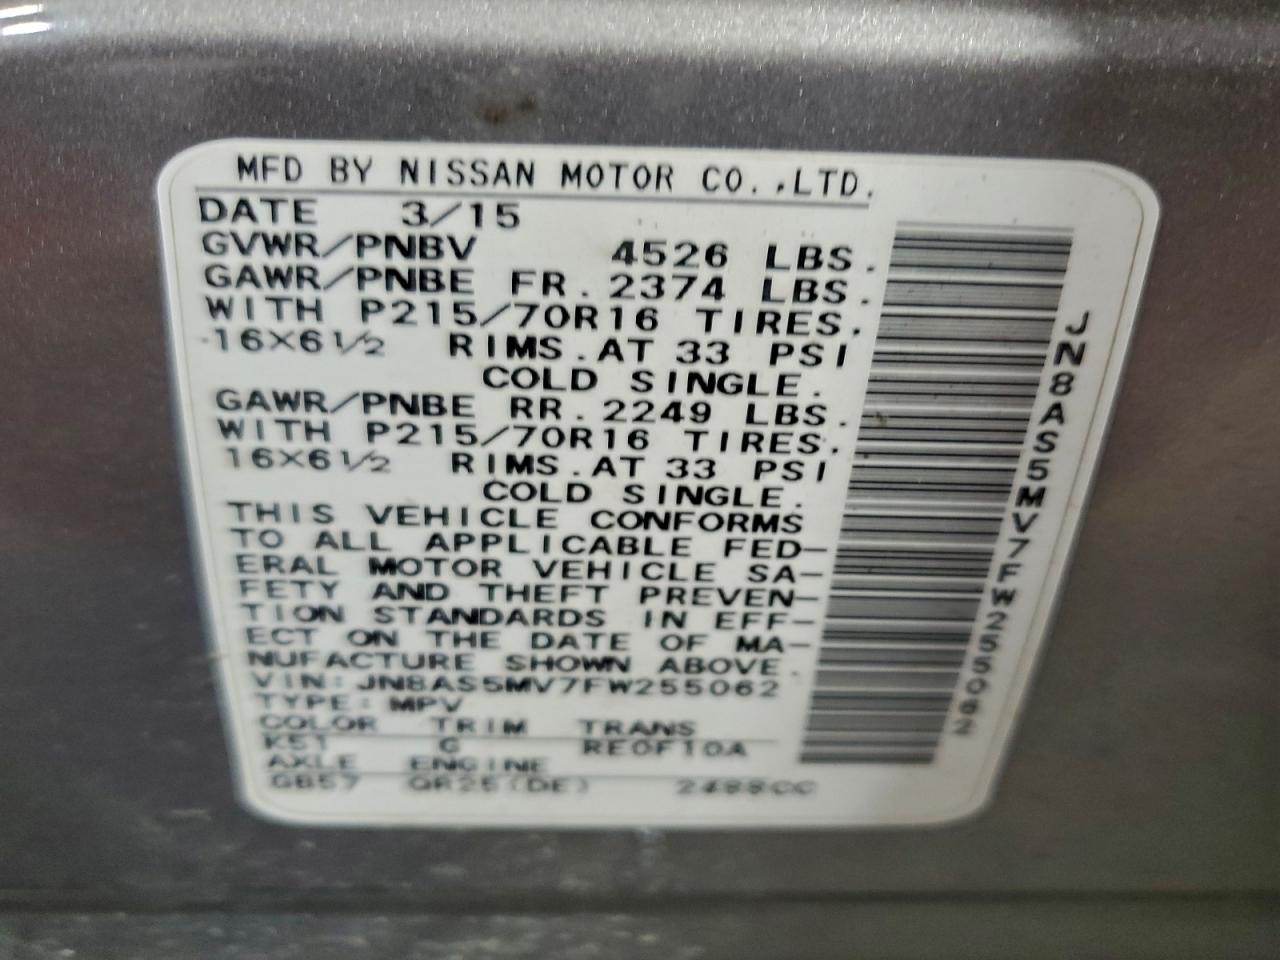 MFD BY NISSAN MOTOR CO.,LTD.
DATE 3/15
GVWR/PNBV 4526 LBS.
GAWR/PNBE FR. 2374 LBS.
WITH P215/70R16 TIRES.
16X6 1/2 RIMS. AT 33 PSI
COLD SINGLE.
GAWR/PNBE RR. 2249 LBS.
WITH P215/70R16 TIRES.
16X6 1/2 RIMS. AT 33 PSI
COLD SINGLE.
THIS VEHICLE CONFORMS
TO ALL APPLICABLE FED-
ERAL MOTOR VEHICLE SA-
FETY AND THEFT PREVEN-
TION STANDARDS IN EFF-
ECT ON THE DATE OF MA-
NUFACTURE SHOWN ABOVE.
VIN: JN8AS5MV7FW255062
TYPE: MPV
COLOR TRIM TRANS
K51 G RE0F10A
AXLE ENGINE
GB57 QR25(DE) 2488CC
JN8AS5MV7FW255062